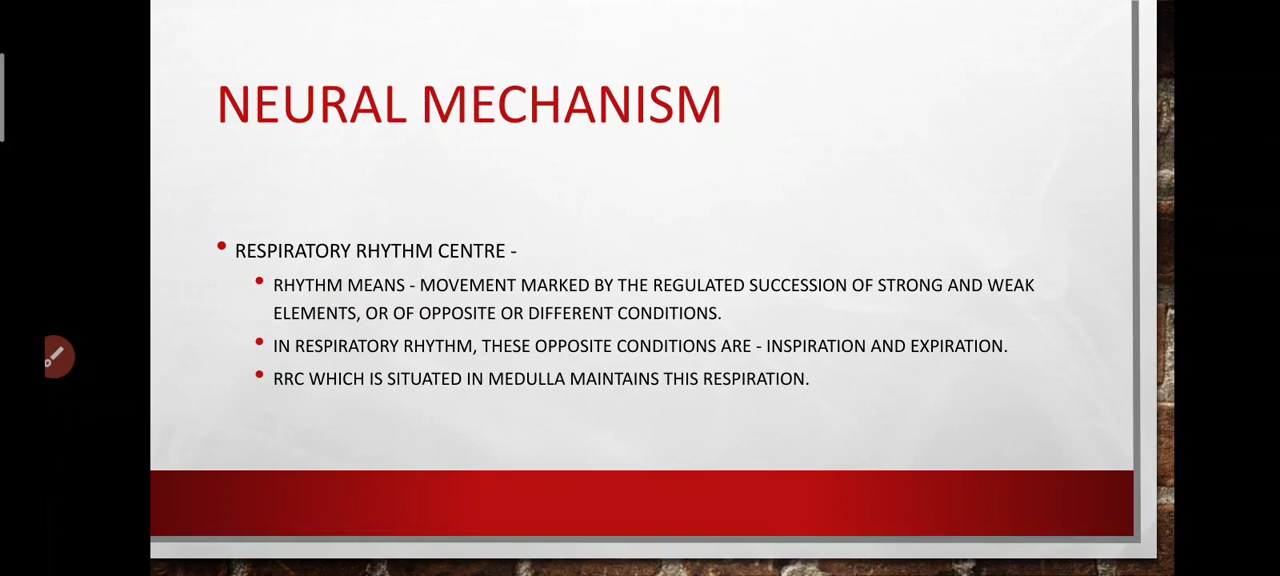 NEURAL MECHANISM
• RESPIRATORY RHYTHM CENTRE -
• RHYTHM MEANS - MOVEMENT MARKED BY THE REGULATED SUCCESSION OF STRONG AND WEAK
ELEMENTS, OR OF OPPOSITE OR DIFFERENT CONDITIONS.
• IN RESPIRATORY RHYTHM, THESE OPPOSITE CONDITIONS ARE - INSPIRATION AND EXPIRATION.
• RRC WHICH IS SITUATED IN MEDULLA MAINTAINS THIS RESPIRATION.